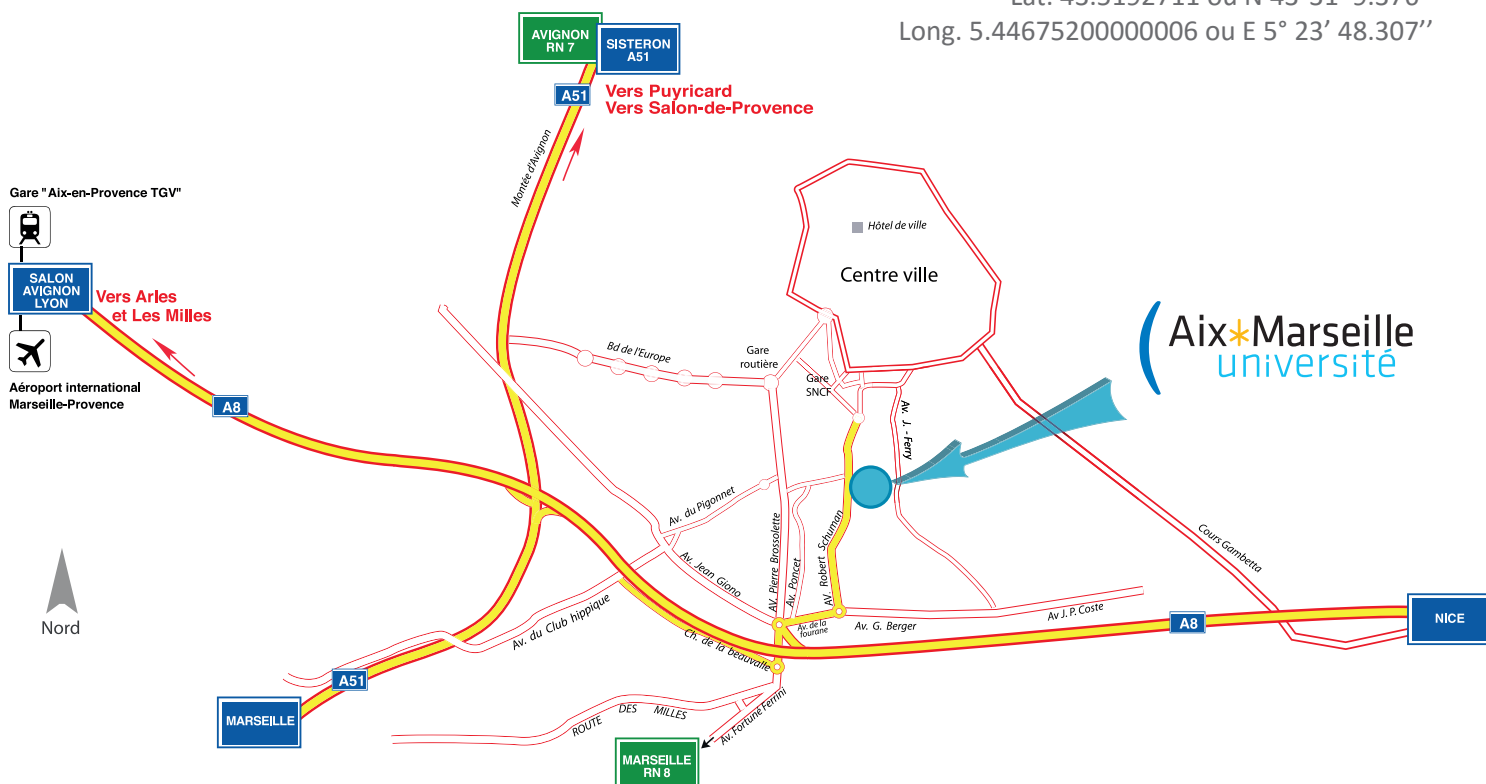 Long. 5.44675200000006 ou E 5° 23’ 48.307’’
AVIGNON
RN 7
SISTERON
A51
A51
Vers Puyricard
Vers Salon-de-Provence
Montée d'Avignon
Gare "Aix-en-Provence TGV"
SALON
AVIGNON
LYON
Vers Arles
et Les Milles
Aéroport international
Marseille-Provence
A8
Hôtel de ville
Centre ville
Aix*Marseille
université
Bd de l'Europe
Gare
routière
Gare
SNCF
Av. J. - Ferry
Av. du Pigonnet
Av. Jean Giono
AV. Pierre Brossolette
Av. Poncet
AV. Robert Schuman
Cours Gambetta
Nord
Av. du Club hippique
Ch. de la beauvalle
Av. de la
fourane
Av. G. Berger
Av J. P. Coste
A8
NICE
A51
MARSEILLE
ROUTE DES MILLES
Av. Fortuné Ferrini
MARSEILLE
RN 8